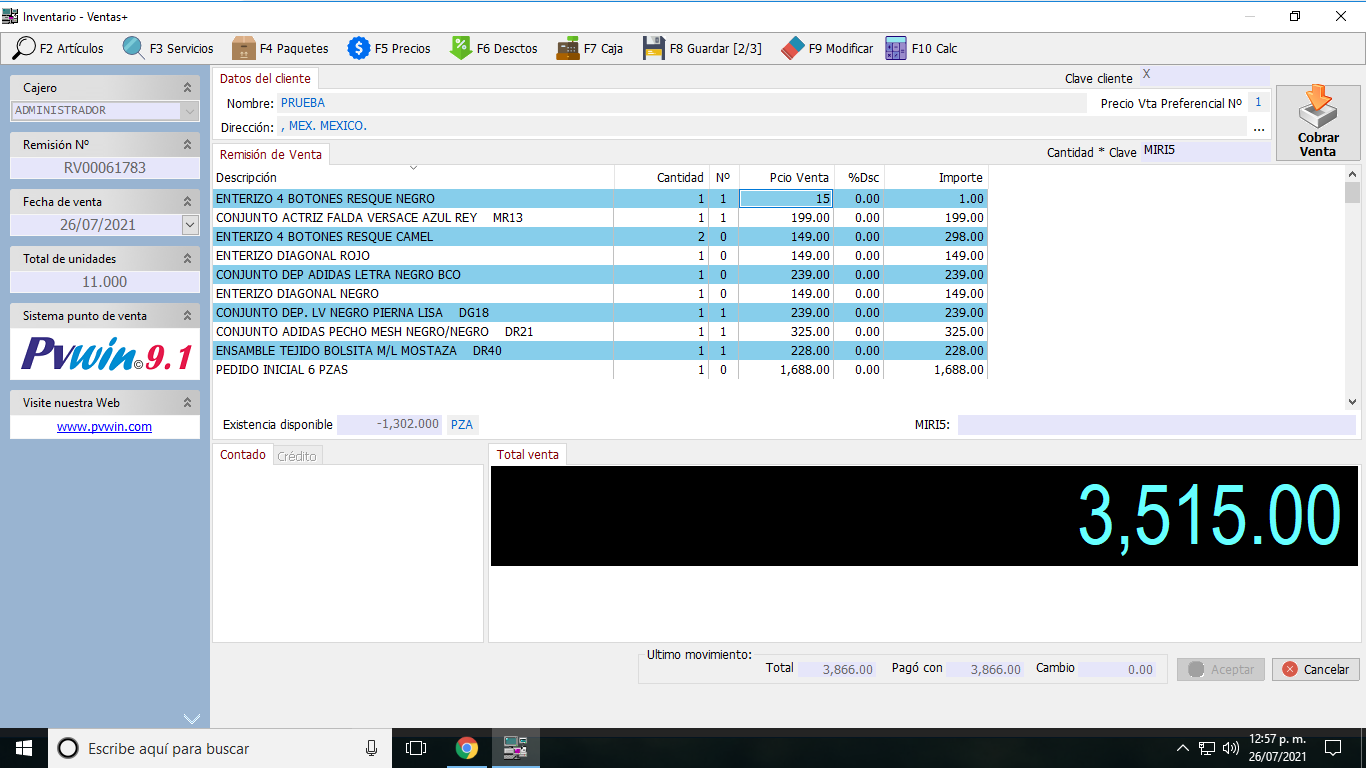 Inventario - Ventas+
F2 Artículos F3 Servicios F4 Paquetes F5 Precios F6 Desctos F7 Caja F8 Guardar [2/3] F9 Modificar F10 Calc
Cajero
ADMINISTRADOR
Remisión Nº
RV00061783
Fecha de venta
26/07/2021
Total de unidades
11.000
Sistema punto de venta
PVwin© 9.1
Visite nuestra Web
www.pvwin.com
Datos del cliente
Clave cliente X
Nombre: PRUEBA
Precio Vta Preferencial Nº 1
Dirección: , MEX. MEXICO.
...
Cobrar
Venta
Remisión de Venta
Cantidad * Clave MIRI5
Descripción Cantidad Nº Pcio Venta %Dsc Importe
ENTERIZO 4 BOTONES RESQUE NEGRO 1 1 15 0.00 1.00
CONJUNTO ACTRIZ FALDA VERSACE AZUL REY MR13 1 1 199.00 0.00 199.00
ENTERIZO 4 BOTONES RESQUE CAMEL 2 0 149.00 0.00 298.00
ENTERIZO DIAGONAL ROJO 1 0 149.00 0.00 149.00
CONJUNTO DEP ADIDAS LETRA NEGRO BCO 1 0 239.00 0.00 239.00
ENTERIZO DIAGONAL NEGRO 1 0 149.00 0.00 149.00
CONJUNTO DEP. LV NEGRO PIERNA LISA DG18 1 1 239.00 0.00 239.00
CONJUNTO ADIDAS PECHO MESH NEGRO/NEGRO DR21 1 1 325.00 0.00 325.00
ENSAMBLE TEJIDO BOLSITA M/L MOSTAZA DR40 1 1 228.00 0.00 228.00
PEDIDO INICIAL 6 PZAS 1 0 1,688.00 0.00 1,688.00
Existencia disponible -1,302.000 PZA
MIRI5:
Contado Crédito
Total venta
3,515.00
Ultimo movimiento:
Total 3,866.00 Pagó con 3,866.00 Cambio 0.00
Aceptar Cancelar
Escribe aquí para buscar
12:57 p. m.
26/07/2021